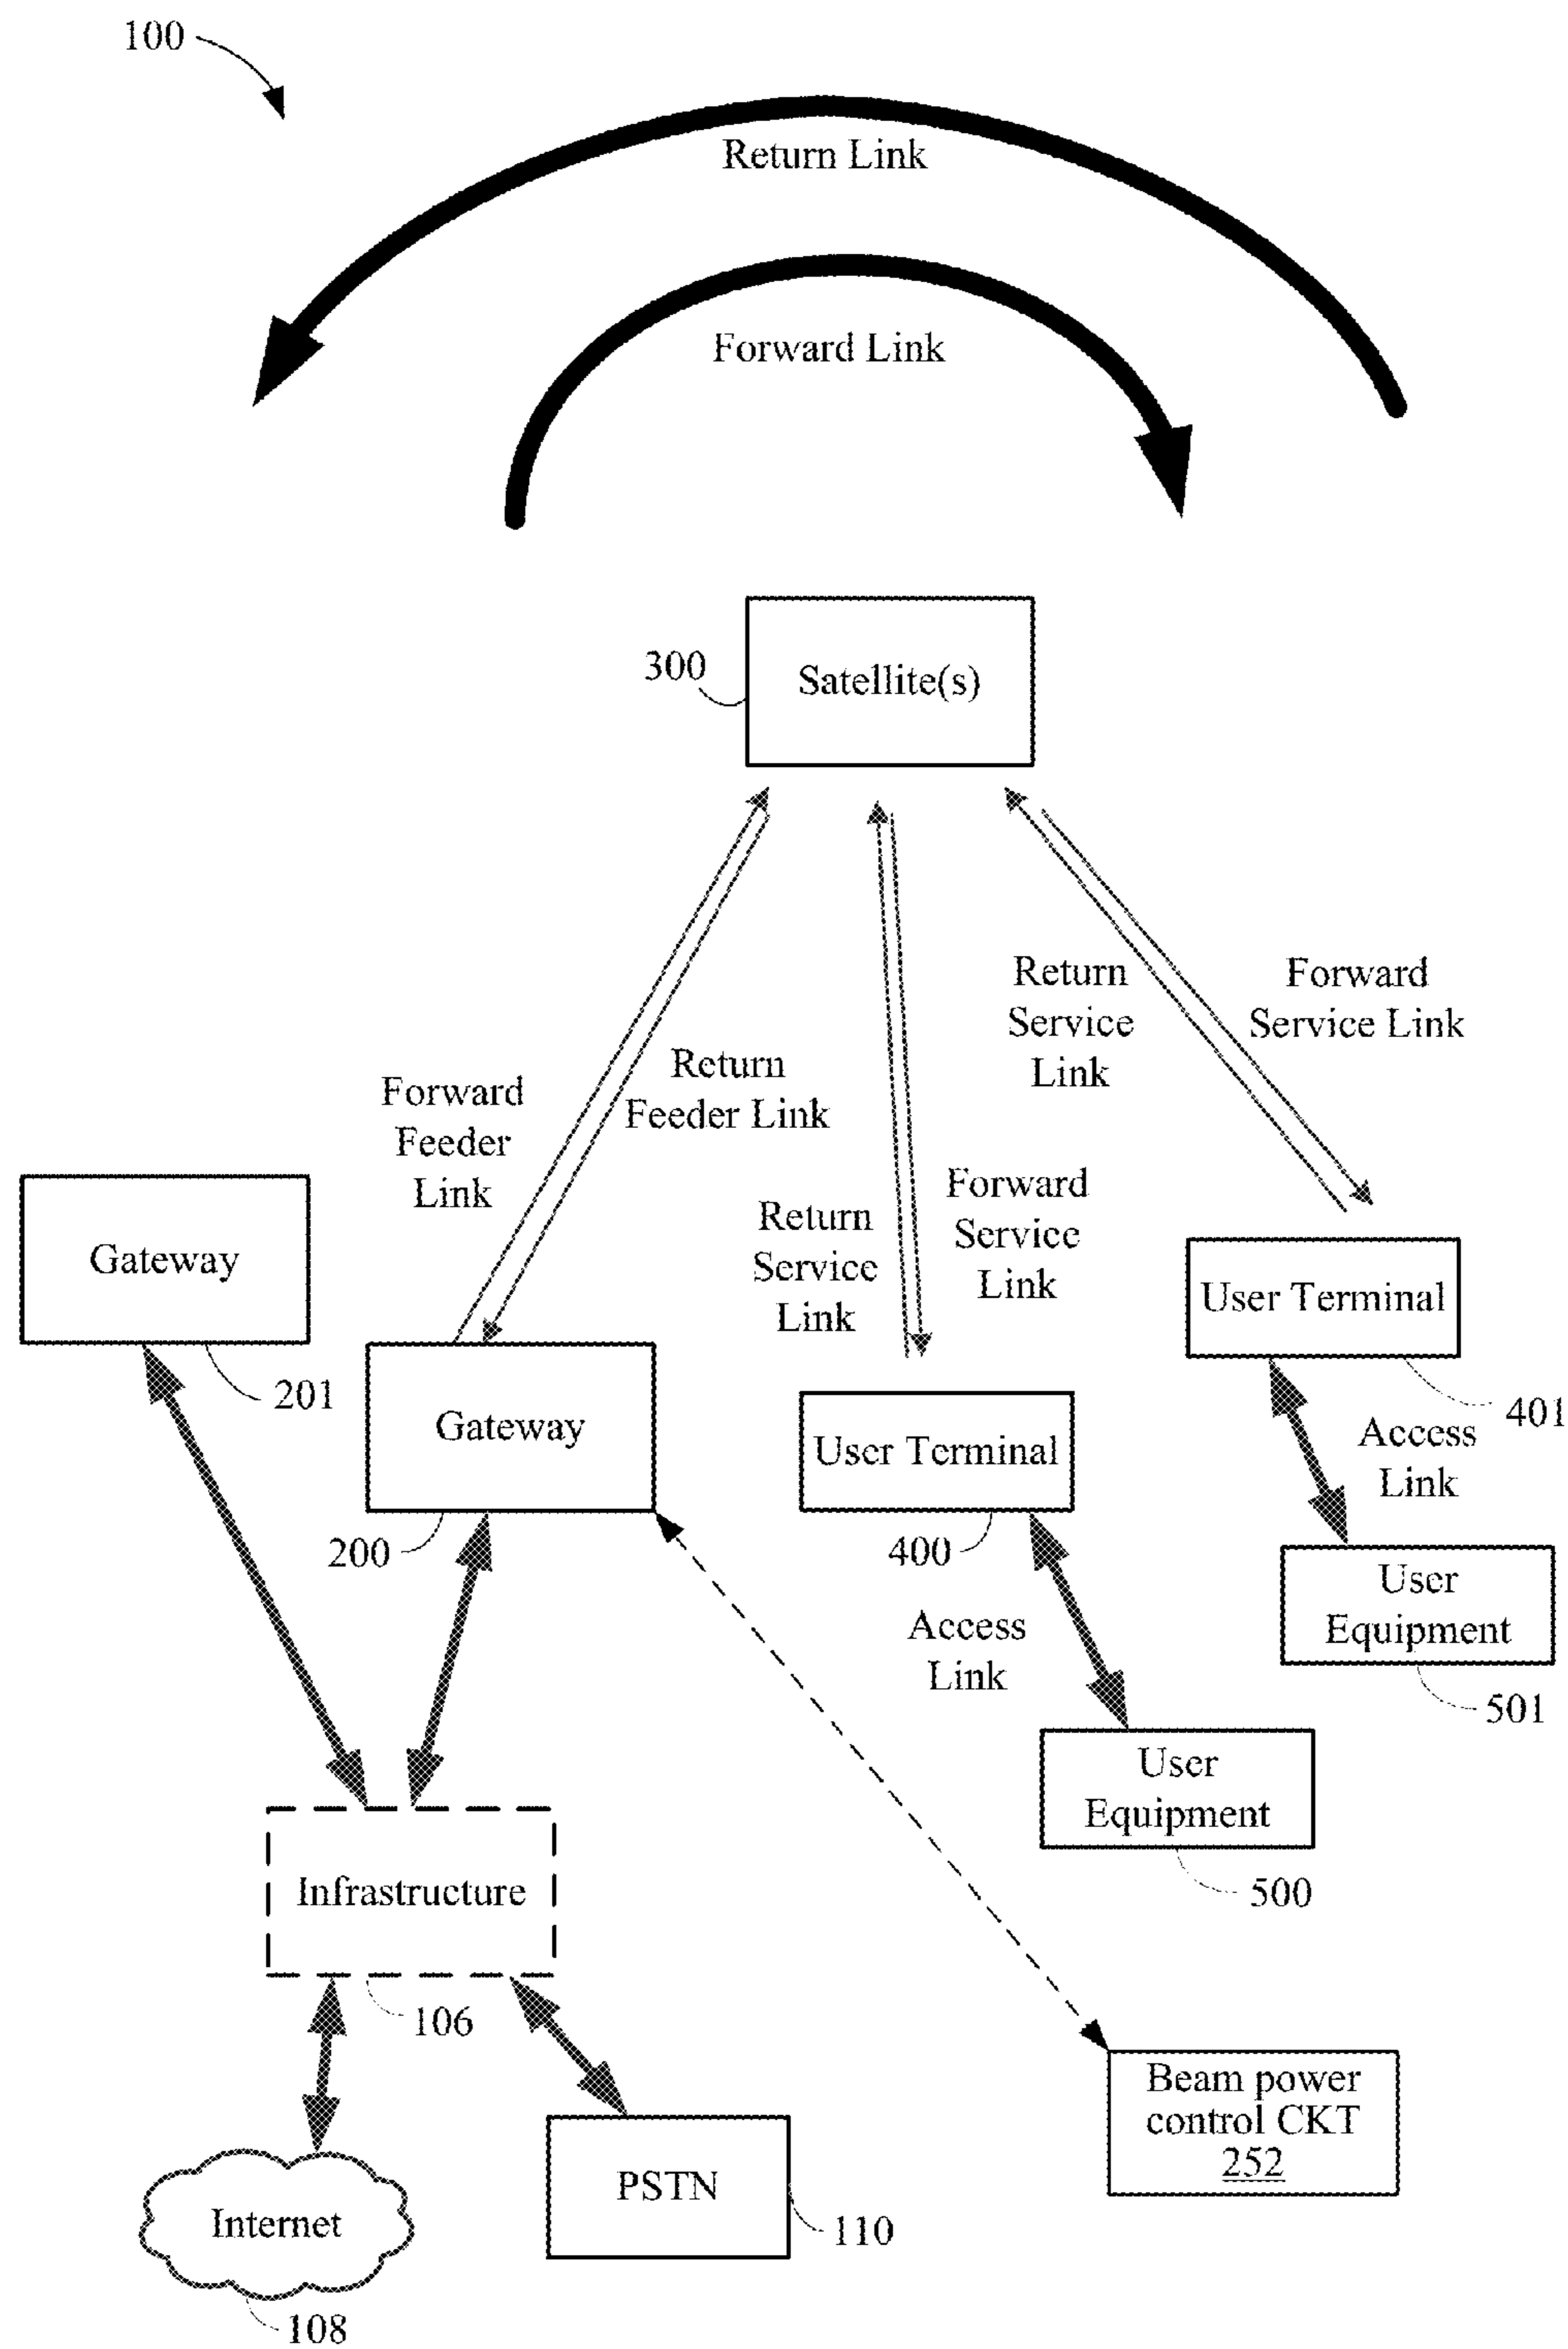 100
Return Link
Forward Link
300
Satellite(s)
Return
Service
Link
Forward
Service Link
Return
Feeder Link
Forward
Feeder
Link
Forward
Service
Link
Return
Service
Link
Gateway
201
User Terminal
401
Gateway
200
User Terminal
400
Access
Link
User
Equipment
501
Access
Link
User
Equipment
500
Infrastructure
106
Beam power
control CKT
252
PSTN
110
Internet
108